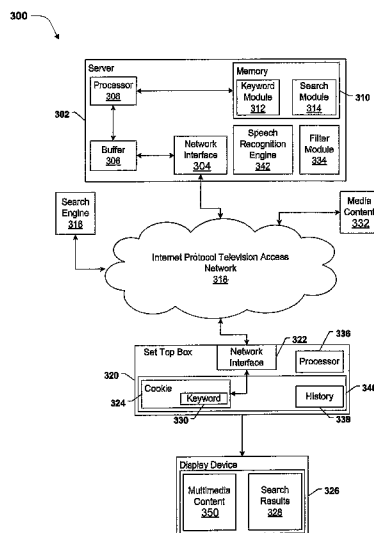 300
Server
Processor
308
Memory
Keyword
Module
312
Search
Module
314
310
302
Buffer
306
Network
Interface
304
Speech
Recognition
Engine
342
Filter
Module
334
Search
Engine
316
Media
Content
332
Internet Protocol Television Access
Network
318
322
336
Set Top Box
Network
Interface
Processor
320
Cookie
324
Keyword
330
History
338
348
Display Device
Multimedia
Content
350
Search
Results
328
326